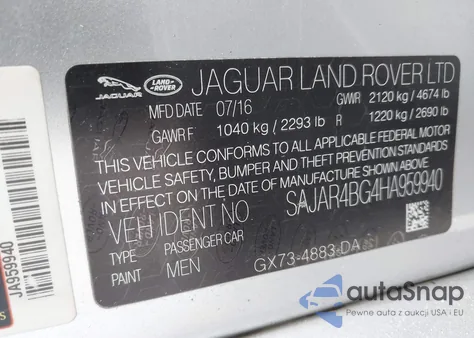 JAGUAR
LAND
ROVER
JAGUAR LAND ROVER LTD
MFD DATE 07/16 GVWR 2120 kg / 4674 lb
GAWR F 1040 kg / 2293 lb R 1220 kg / 2690 lb
THIS VEHICLE CONFORMS TO ALL APPLICABLE FEDERAL MOTOR
VEHICLE SAFETY, BUMPER AND THEFT PREVENTION STANDARDS
IN EFFECT ON THE DATE OF MANUFACTURE SHOWN ABOVE.
VEH IDENT NO SAJAR4BG4HA959940
TYPE PASSENGER CAR
PAINT MEN GX73-4883-DA
JA959940
autoSnap
Pewne auta z aukcji USA i EU